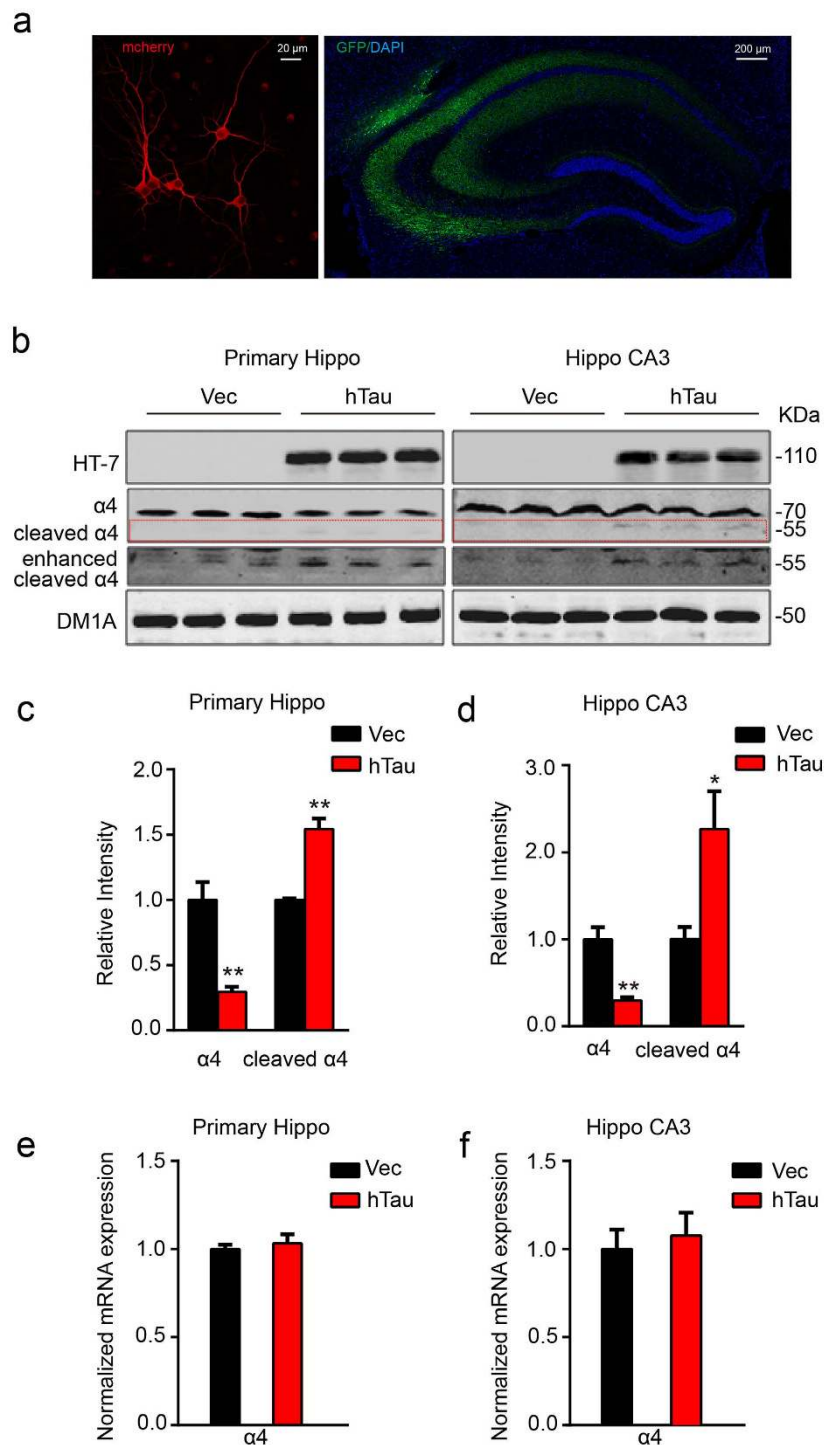 a
mcherry
20 µm
GFP/DAPI
200 µm
b
Primary Hippo
Hippo CA3
Vec
hTau
Vec
hTau
KDa
HT-7
-110
α4
-70
cleaved α4
-55
enhanced
cleaved α4
-55
DM1A
-50
c
Primary Hippo
Vec
hTau
Relative Intensity
2.0
1.5
1.0
0.5
0.0
**
**
α4
cleaved α4
d
Hippo CA3
Vec
hTau
Relative Intensity
3.0
2.0
1.0
0.0
**
*
α4
cleaved α4
e
Primary Hippo
Vec
hTau
Normalized mRNA expression
1.5
1.0
0.5
0.0
α4
f
Hippo CA3
Vec
hTau
Normalized mRNA expression
1.5
1.0
0.5
0.0
α4